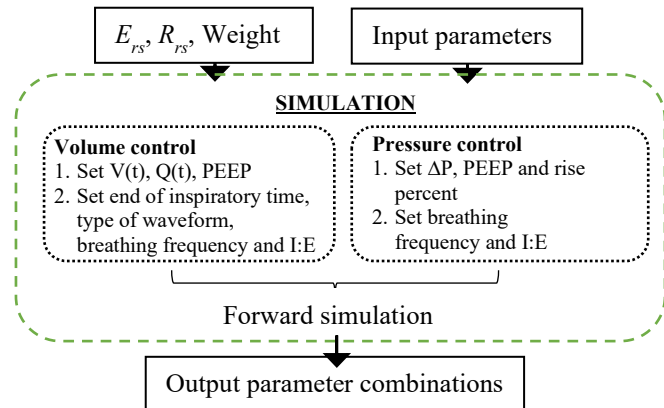 E_rs, R_rs, Weight
Input parameters
SIMULATION
Volume control
1. Set V(t), Q(t), PEEP
2. Set end of inspiratory time,
type of waveform,
breathing frequency and I:E
Pressure control
1. Set ΔP, PEEP and rise
percent
2. Set breathing
frequency and I:E
Forward simulation
Output parameter combinations